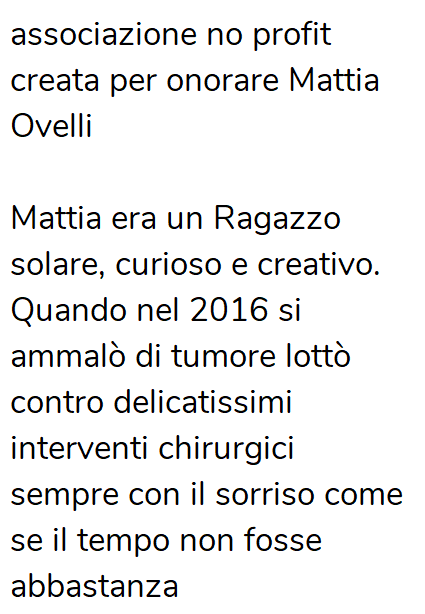 associazione no profit
creata per onorare Mattia
Ovelli
Mattia era un Ragazzo
solare, curioso e creativo.
Quando nel 2016 si
ammalò di tumore lottò
contro delicatissimi
interventi chirurgici
sempre con il sorriso come
se il tempo non fosse
abbastanza